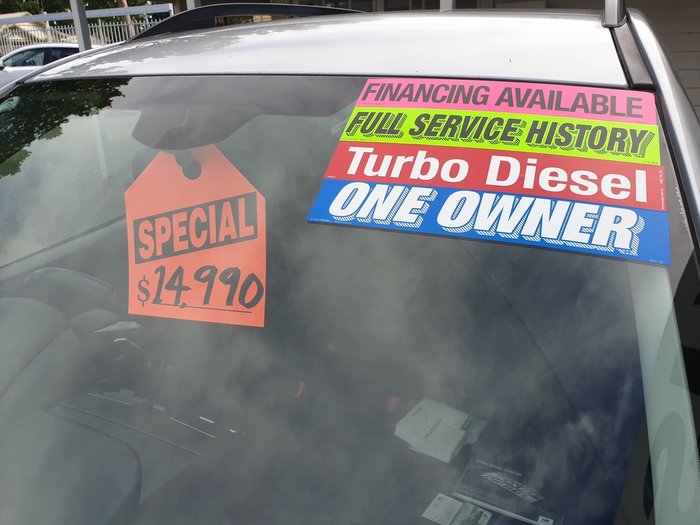 FINANCING AVAILABLE
FULL SERVICE HISTORY
Turbo Diesel
ONE OWNER
SPECIAL
$14,990